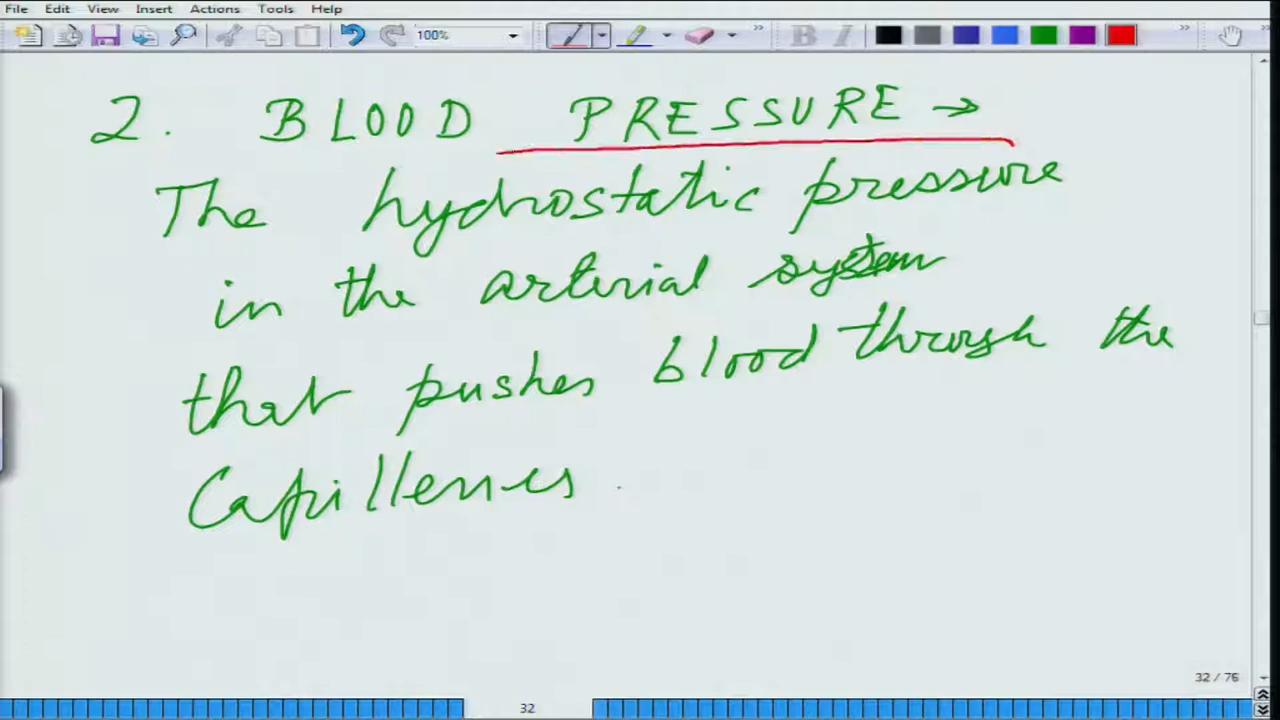 File Edit View Insert Actions Tools Help
100%
2. BLOOD PRESSURE →
The hydrostatic pressure
in the arterial system
that pushes blood through the
Capilleries.
32 / 76
32